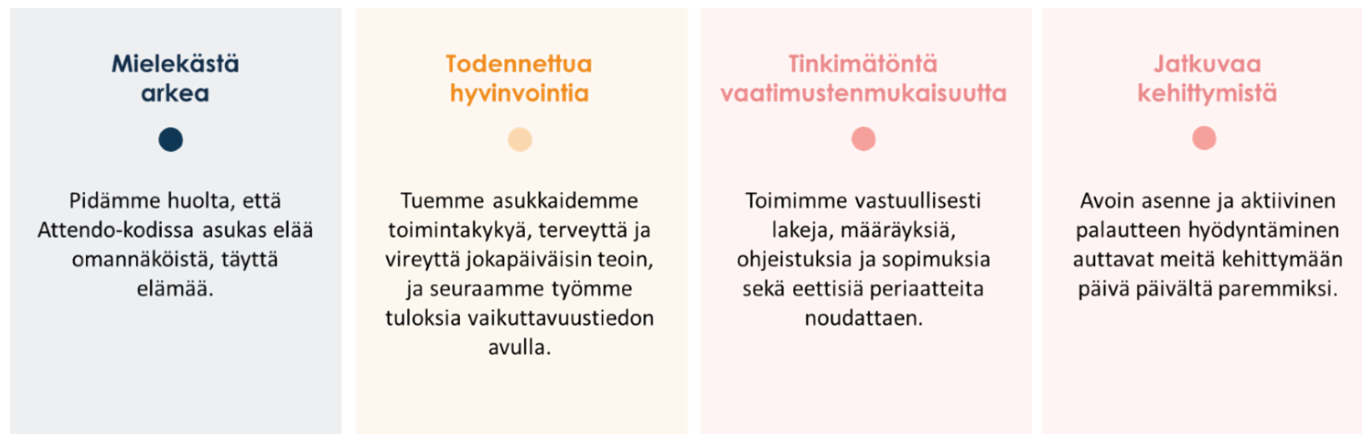 Mielekästä
arkea
Pidämme huolta, että
Attendo-kodissa asukas elää
omannäköistä, täyttä
elämää.
Todennettua
hyvinvointia
Tuemme asukkaidemme
toimintakykyä, terveyttä ja
vireyttä jokapäiväisin teoin,
ja seuraamme työmme
tuloksia vaikuttavuustiedon
avulla.
Tinkimätöntä
vaatimustenmukaisuutta
Toimimme vastuullisesti
lakeja, määräyksiä,
ohjeistuksia ja sopimuksia
sekä eettisiä periaatteita
noudattaen.
Jatkuvaa
kehittymistä
Avoin asenne ja aktiivinen
palautteen hyödyntäminen
auttavat meitä kehittymään
päivä päivältä paremmiksi.